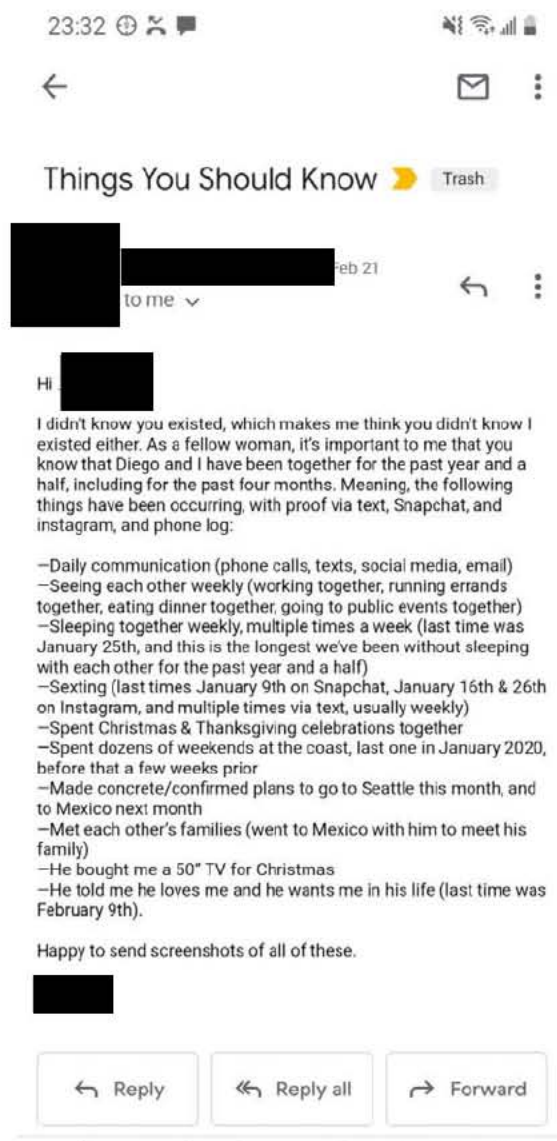 23:32
Things You Should Know Trash
Feb 21
to me
Hi
I didn't know you existed, which makes me think you didn't know I
existed either. As a fellow woman, it's important to me that you
know that Diego and I have been together for the past year and a
half, including for the past four months. Meaning, the following
things have been occurring, with proof via text, Snapchat, and
instagram, and phone log:
—Daily communication (phone calls, texts, social media, email)
—Seeing each other weekly (working together, running errands
together, eating dinner together, going to public events together)
—Sleeping together weekly, multiple times a week (last time was
January 25th, and this is the longest we've been without sleeping
with each other for the past year and a half)
—Sexting (last times January 9th on Snapchat, January 16th & 26th
on Instagram, and multiple times via text, usually weekly)
—Spent Christmas & Thanksgiving celebrations together
—Spent dozens of weekends at the coast, last one in January 2020,
before that a few weeks prior
—Made concrete/confirmed plans to go to Seattle this month, and
to Mexico next month
—Met each other's families (went to Mexico with him to meet his
family)
—He bought me a 50" TV for Christmas
—He told me he loves me and he wants me in his life (last time was
February 9th).
Happy to send screenshots of all of these.
Reply Reply all Forward